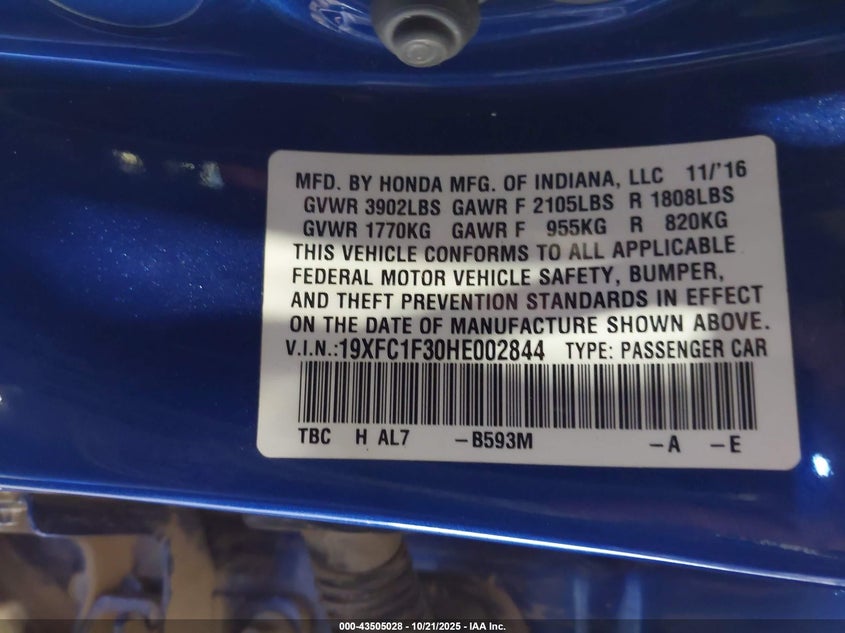 MFD. BY HONDA MFG. OF INDIANA, LLC 11/'16
GVWR 3902LBS GAWR F 2105LBS R 1808LBS
GVWR 1770KG GAWR F 955KG R 820KG
THIS VEHICLE CONFORMS TO ALL APPLICABLE
FEDERAL MOTOR VEHICLE SAFETY, BUMPER,
AND THEFT PREVENTION STANDARDS IN EFFECT
ON THE DATE OF MANUFACTURE SHOWN ABOVE.
V.I.N.:19XFC1F30HE002844 TYPE: PASSENGER CAR
TBC H AL7 -B593M -A -E
000-43505028 - 10/21/2025 - IAA Inc.